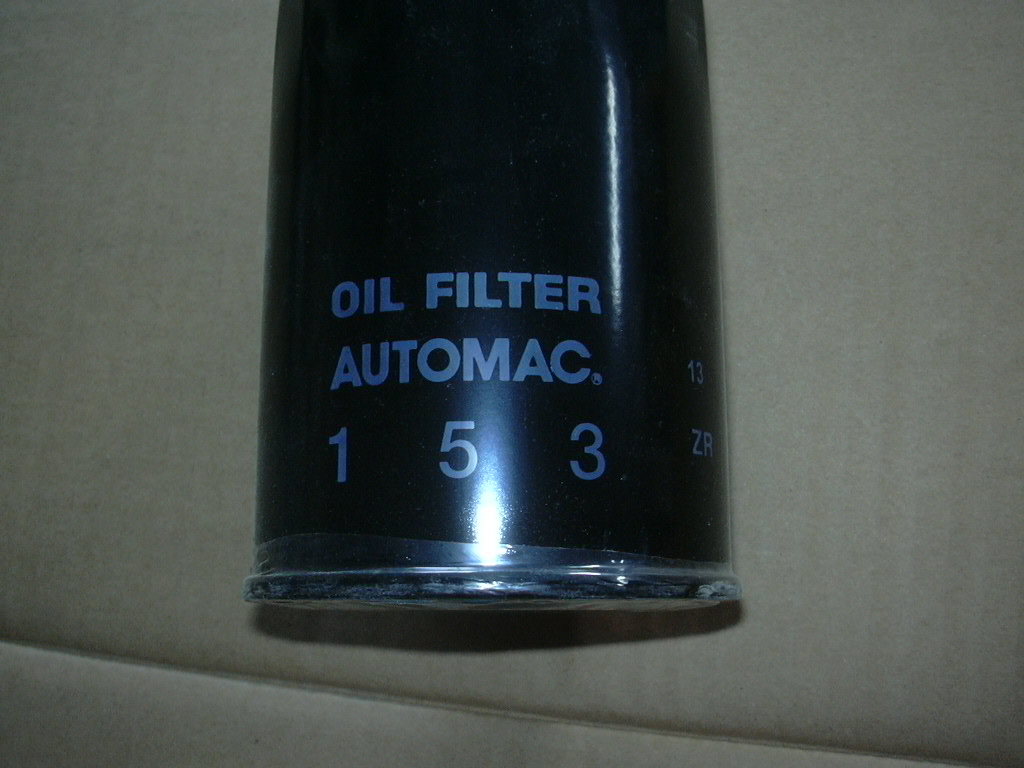 OIL FILTER
AUTOMAC.
1 5 3
13
ZR